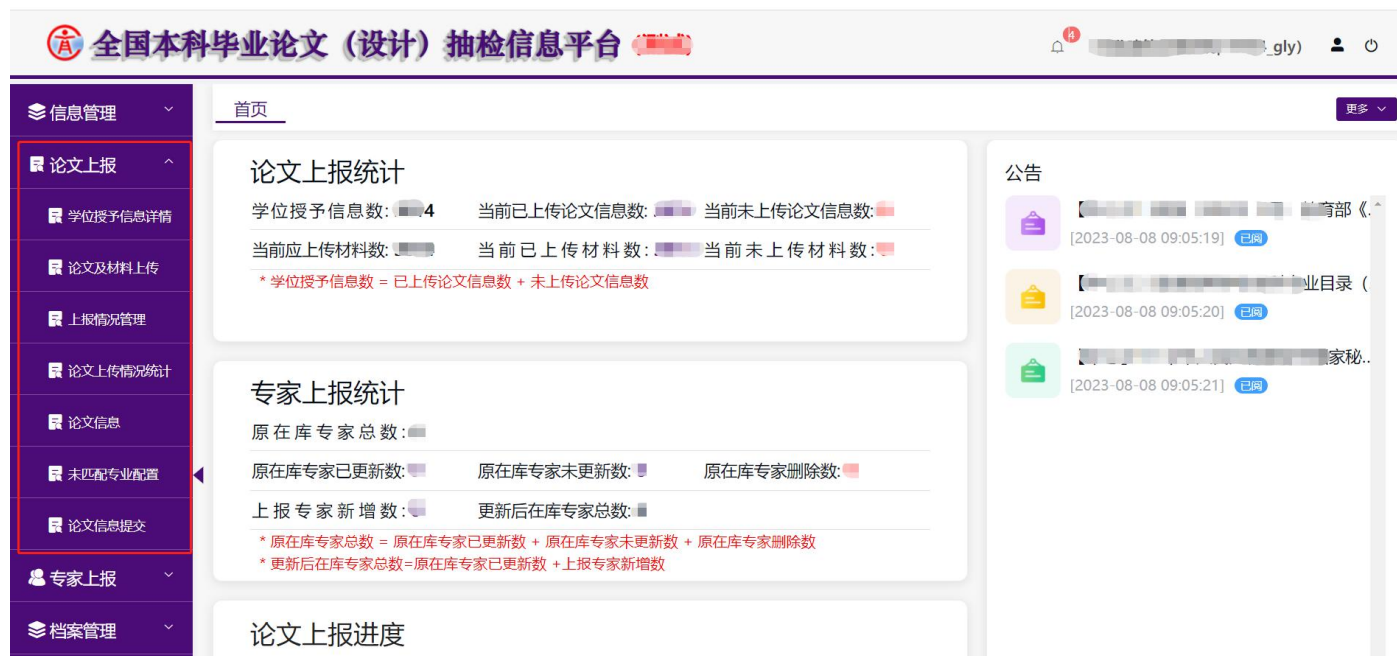 全国本科毕业论文（设计）抽检信息平台
4
_gly)
信息管理
论文上报
学位授予信息详情
论文及材料上传
上报情况管理
论文上传情况统计
论文信息
未匹配专业配置
论文信息提交
专家上报
档案管理
首页
更多
论文上报统计
学位授予信息数: 4 当前已上传论文信息数: 当前未上传论文信息数:
当前应上传材料数: 当前已上传材料数: 当前未上传材料数:
* 学位授予信息数 = 已上传论文信息数 + 未上传论文信息数
专家上报统计
原在库专家总数:
原在库专家已更新数: 原在库专家未更新数: 原在库专家删除数:
上报专家新增数: 更新后在库专家总数:
* 原在库专家总数 = 原在库专家已更新数 + 原在库专家未更新数 + 原在库专家删除数
* 更新后在库专家总数=原在库专家已更新数 +上报专家新增数
论文上报进度
公告
【 育部《..
[2023-08-08 09:05:19] 已阅
【 业目录（
[2023-08-08 09:05:20] 已阅
【 家秘..
[2023-08-08 09:05:21] 已阅